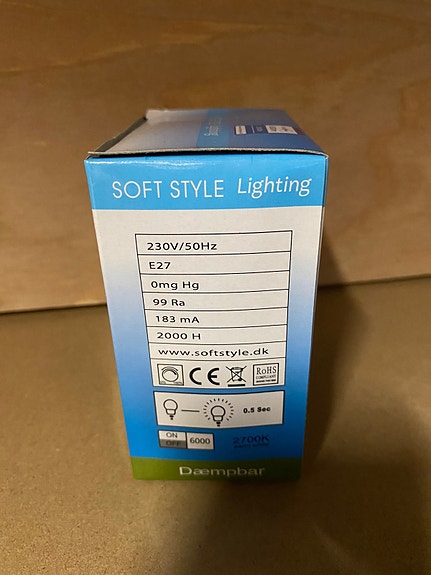 SOFT STYLE Lighting
230V/50Hz
E27
0mg Hg
99 Ra
183 mA
2000 H
www.softstyle.dk
CE RoHS
COMPLIANT
0.5 Sec
ON
OFF
6000
2700K
Dæmpbar